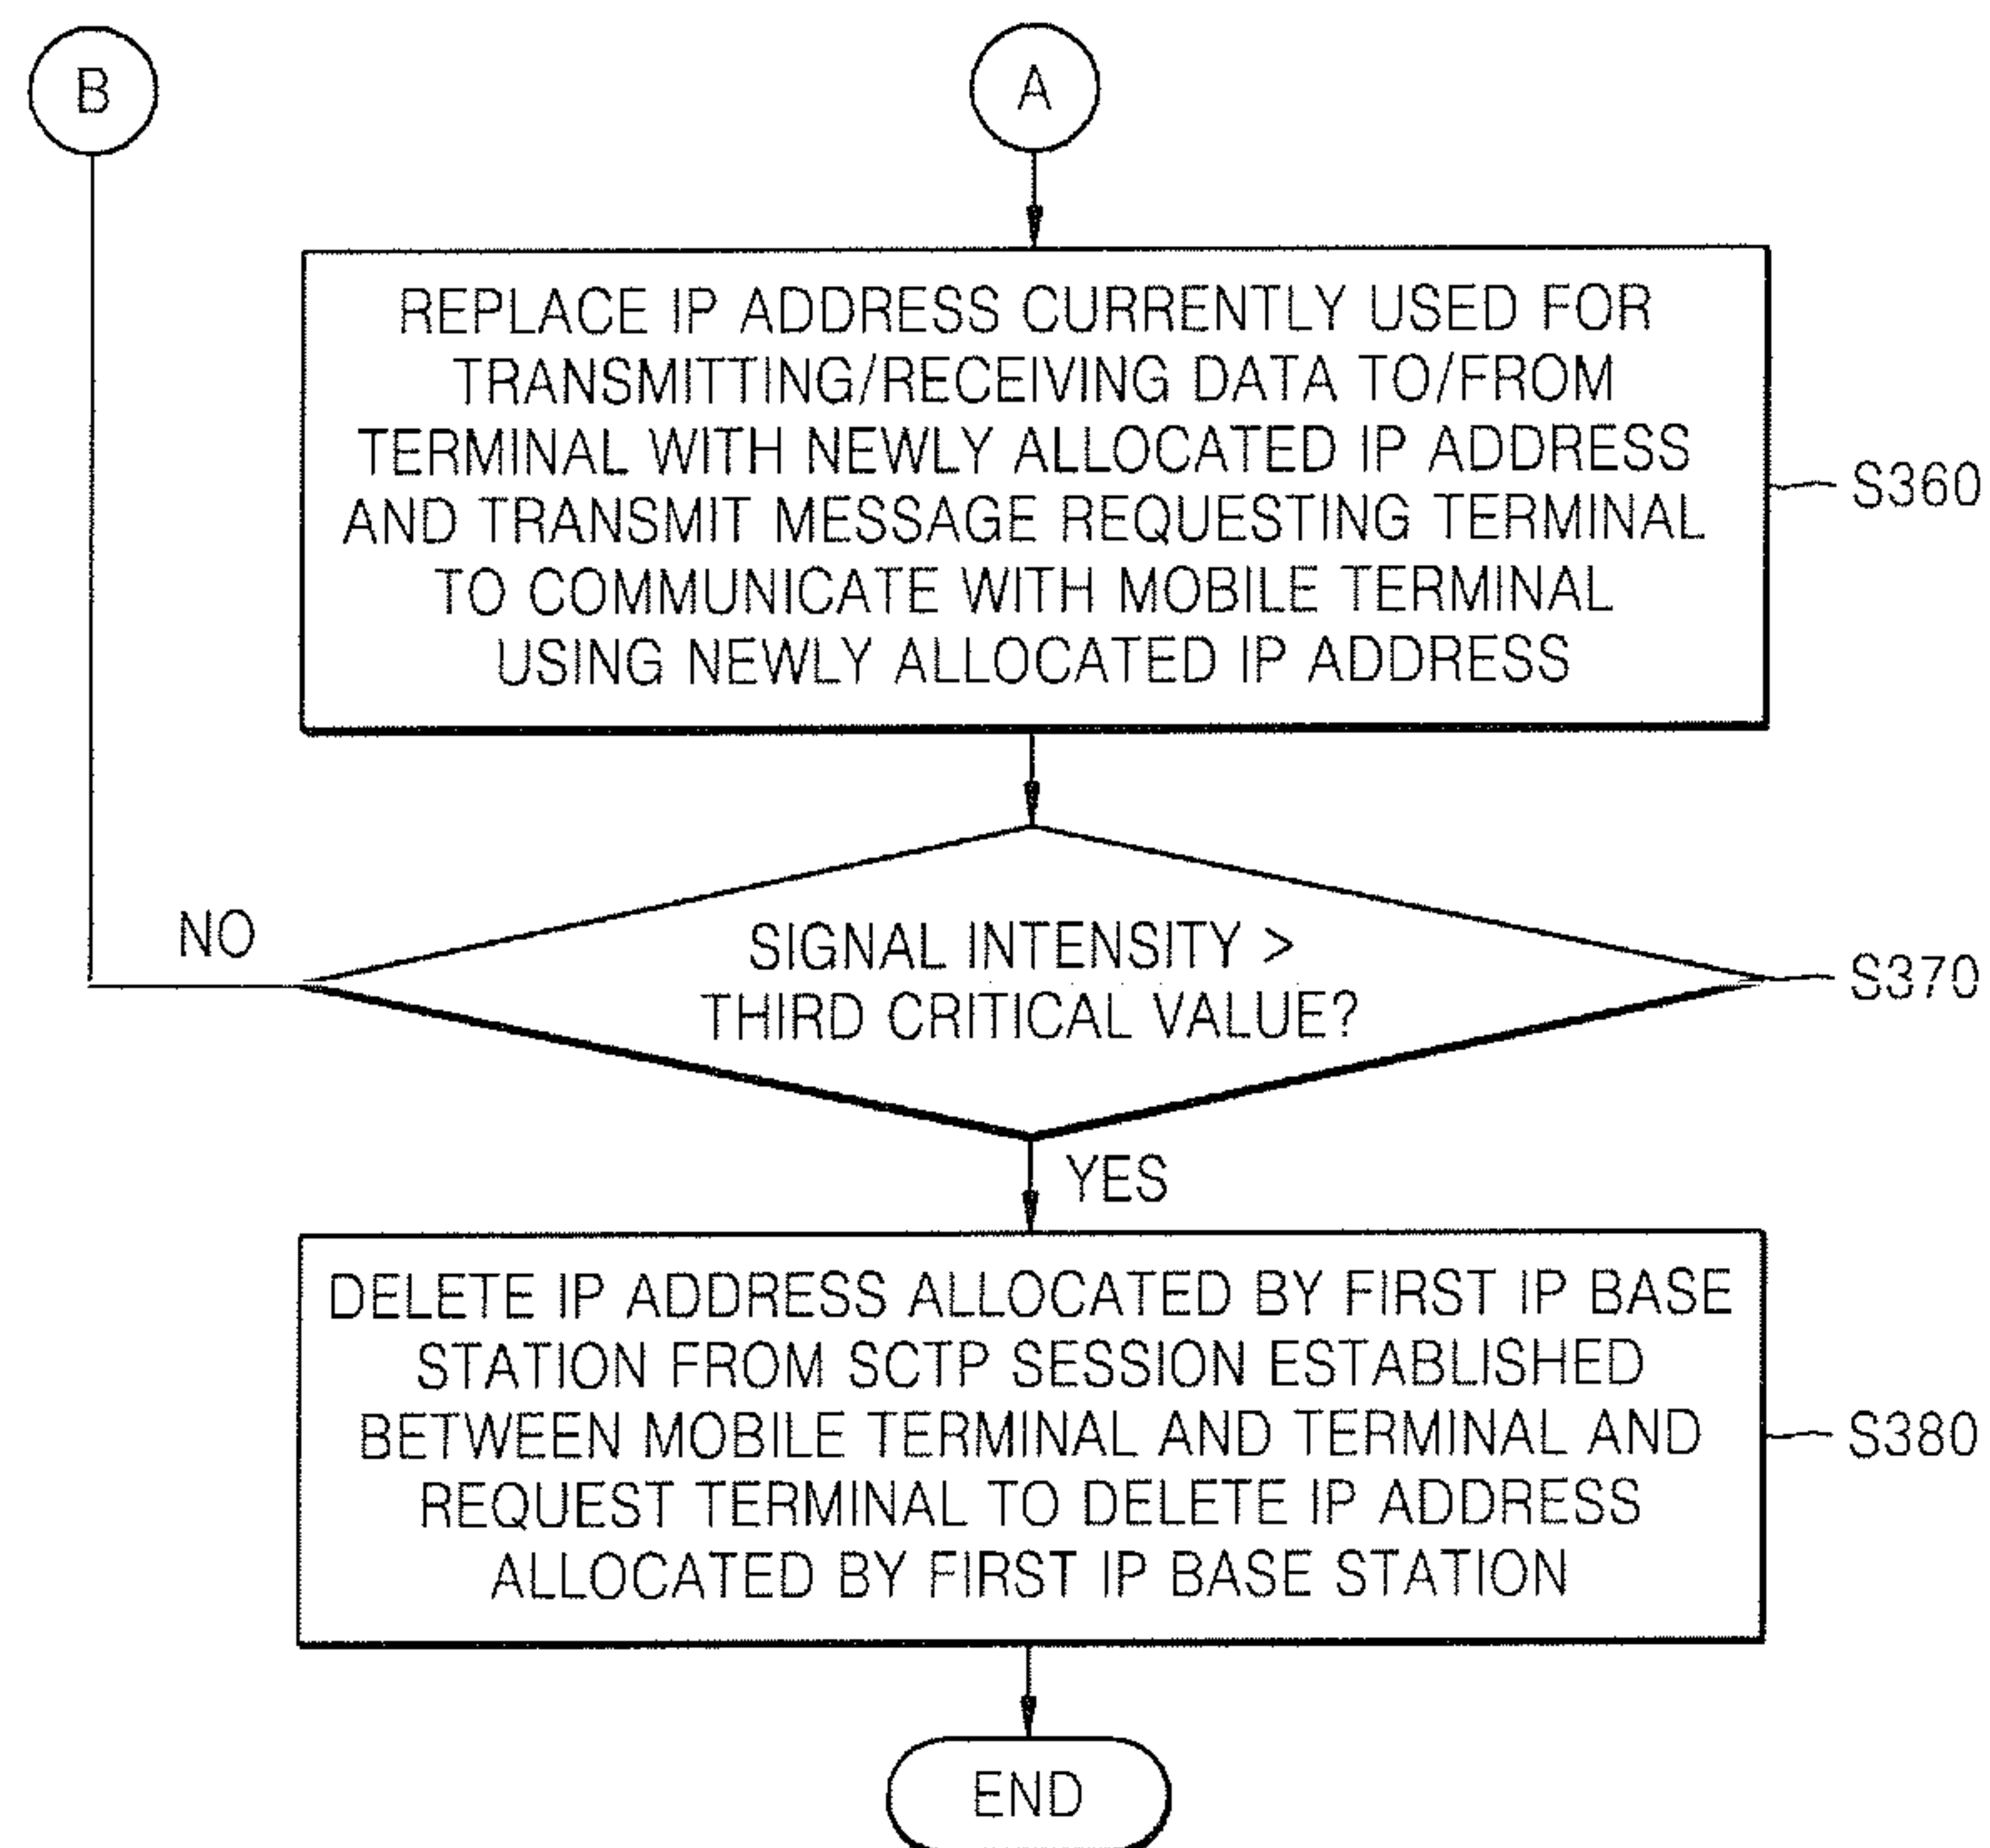 B
A
REPLACE IP ADDRESS CURRENTLY USED FOR
TRANSMITTING/RECEIVING DATA TO/FROM
TERMINAL WITH NEWLY ALLOCATED IP ADDRESS
AND TRANSMIT MESSAGE REQUESTING TERMINAL
TO COMMUNICATE WITH MOBILE TERMINAL
USING NEWLY ALLOCATED IP ADDRESS
S360
NO
SIGNAL INTENSITY >
THIRD CRITICAL VALUE?
S370
YES
DELETE IP ADDRESS ALLOCATED BY FIRST IP BASE
STATION FROM SCTP SESSION ESTABLISHED
BETWEEN MOBILE TERMINAL AND TERMINAL AND
REQUEST TERMINAL TO DELETE IP ADDRESS
ALLOCATED BY FIRST IP BASE STATION
S380
END